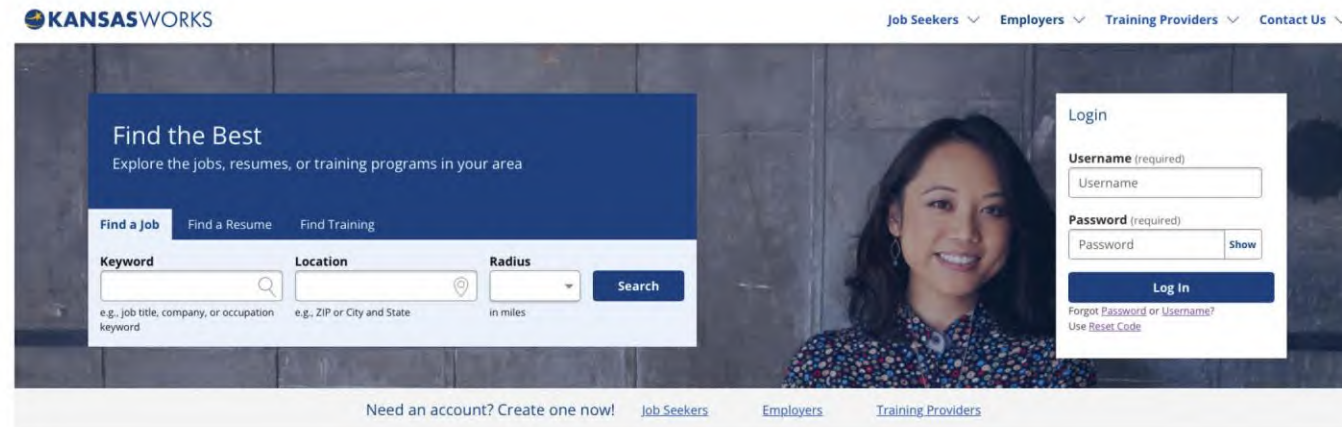 KANSASWORKS
Job Seekers Employers Training Providers Contact Us
Find the Best
Explore the jobs, resumes, or training programs in your area
Find a Job Find a Resume Find Training
Keyword Location Radius
Search
e.g., job title, company, or occupation keyword
e.g., ZIP or City and State
in miles
Login
Username (required)
Username
Password (required)
Password Show
Log In
Forgot Password or Username?
Use Reset Code
Need an account? Create one now! Job Seekers Employers Training Providers